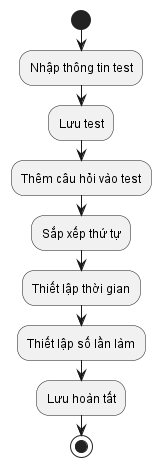 Nhập thông tin test
Lưu test
Thêm câu hỏi vào test
Sắp xếp thứ tự
Thiết lập thời gian
Thiết lập số lần làm
Lưu hoàn tất